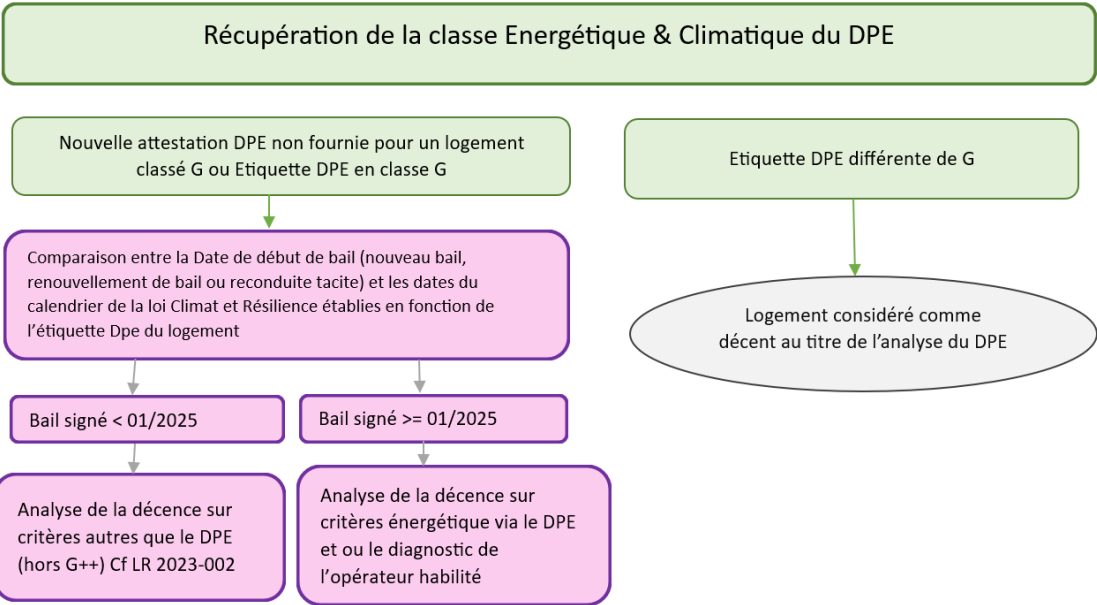 Récupération de la classe Energétique & Climatique du DPE
Nouvelle attestation DPE non fournie pour un logement
classé G ou Etiquette DPE en classe G
Etiquette DPE différente de G
Comparaison entre la Date de début de bail (nouveau bail,
renouvellement de bail ou reconduite tacite) et les dates du
calendrier de la loi Climat et Résilience établies en fonction de
l'étiquette Dpe du logement
Logement considéré comme
décent au titre de l'analyse du DPE
Bail signé < 01/2025
Bail signé >= 01/2025
Analyse de la décence sur
critères autres que le DPE
(hors G++) Cf LR 2023-002
Analyse de la décence sur
critères énergétique via le DPE
et ou le diagnostic de
l'opérateur habilité